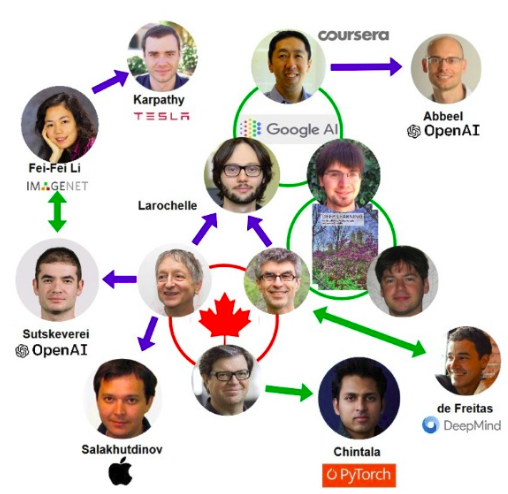 coursera
Karpathy
TESLA
Abbeel
OpenAI
Google AI
Fei-Fei Li
IMAGENET
Larochelle
Sutskeverei
OpenAI
de Freitas
DeepMind
Salakhutdinov
Chintala
PyTorch